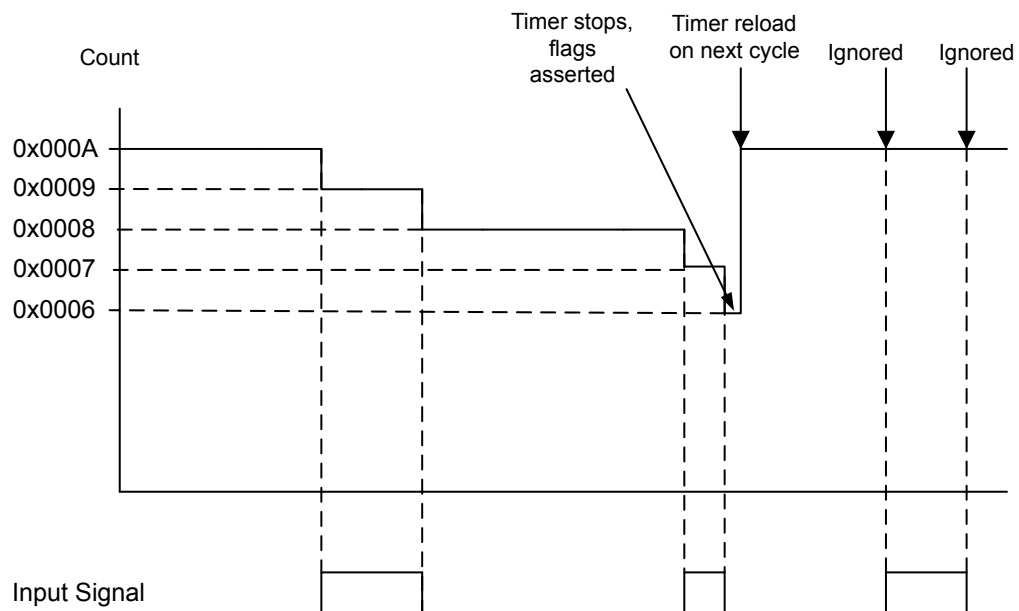 Timer stops,
flags
asserted
Timer reload
on next cycle
Ignored
Ignored
Count
0x000A
0x0009
0x0008
0x0007
0x0006
Input Signal